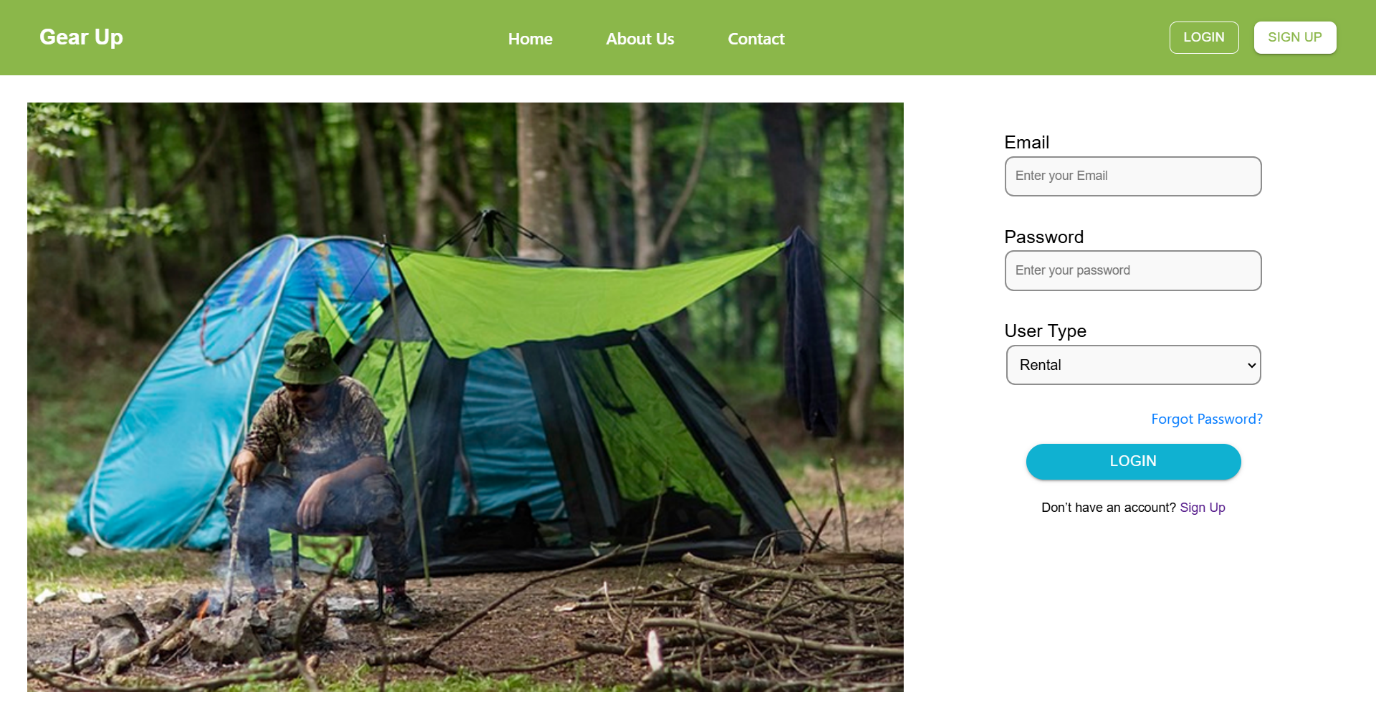 Gear Up
Home
About Us
Contact
LOGIN
SIGN UP
Email
Enter your Email
Password
Enter your password
User Type
Rental
Forgot Password?
LOGIN
Don’t have an account? Sign Up